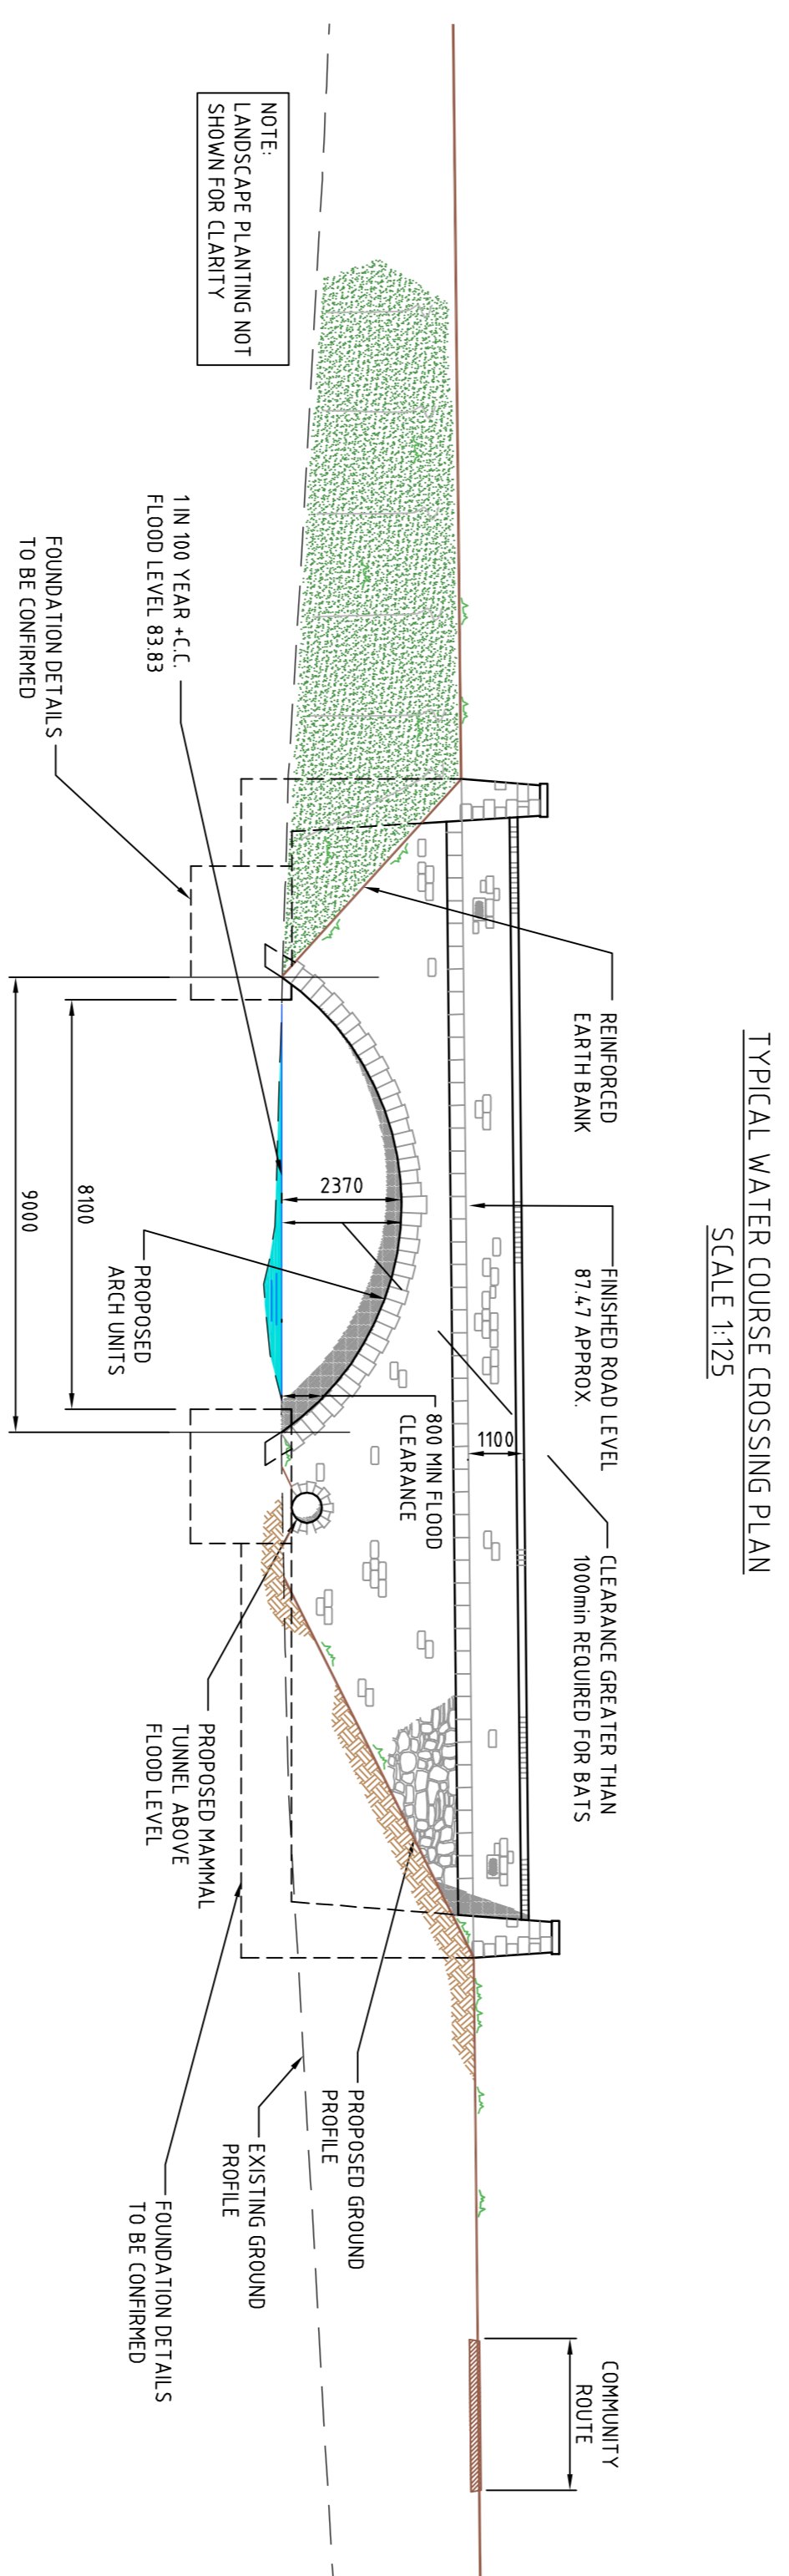 TYPICAL WATER COURSE CROSSING PLAN
SCALE 1:125
NOTE:
LANDSCAPE PLANTING NOT
SHOWN FOR CLARITY
1 IN 100 YEAR +C.C.
FLOOD LEVEL 83.83
FOUNDATION DETAILS
TO BE CONFIRMED
REINFORCED
EARTH BANK
FINISHED ROAD LEVEL
87.47 APPROX.
CLEARANCE GREATER THAN
1000min REQUIRED FOR BATS
1100
2370
800 MIN FLOOD
CLEARANCE
8100
9000
PROPOSED
ARCH UNITS
PROPOSED MAMMAL
TUNNEL ABOVE
FLOOD LEVEL
PROPOSED GROUND
PROFILE
EXISTING GROUND
PROFILE
FOUNDATION DETAILS
TO BE CONFIRMED
COMMUNITY
ROUTE